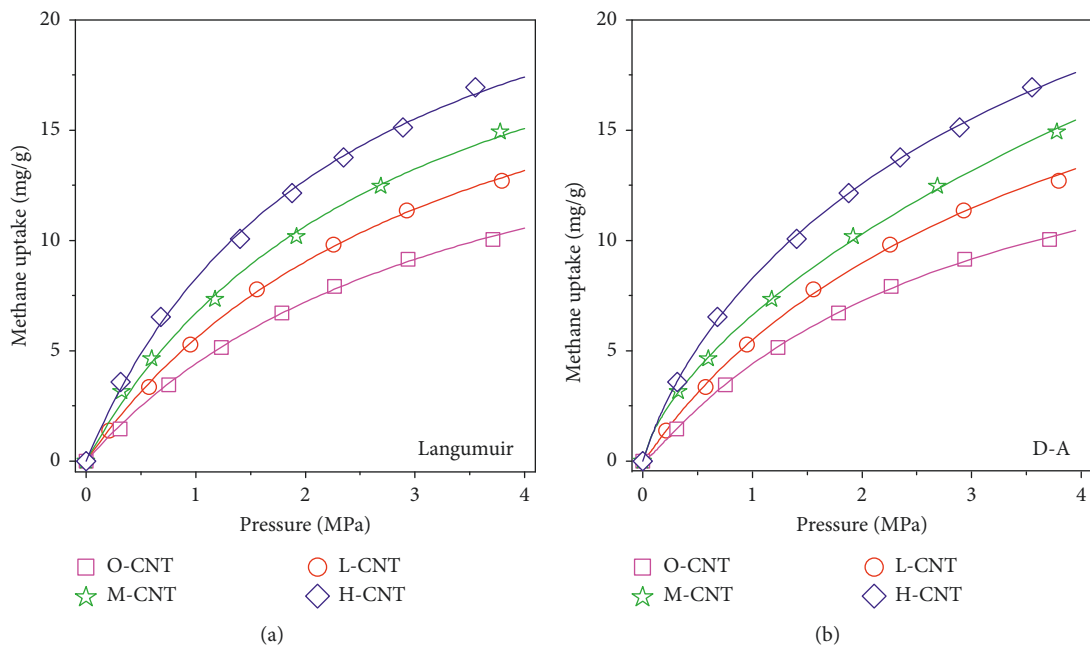 20
15
10
5
0
Methane uptake (mg/g)
Langumuir
0 1 2 3 4
Pressure (MPa)
O-CNT L-CNT
M-CNT H-CNT
(a)
20
15
10
5
0
Methane uptake (mg/g)
D-A
0 1 2 3 4
Pressure (MPa)
O-CNT L-CNT
M-CNT H-CNT
(b)